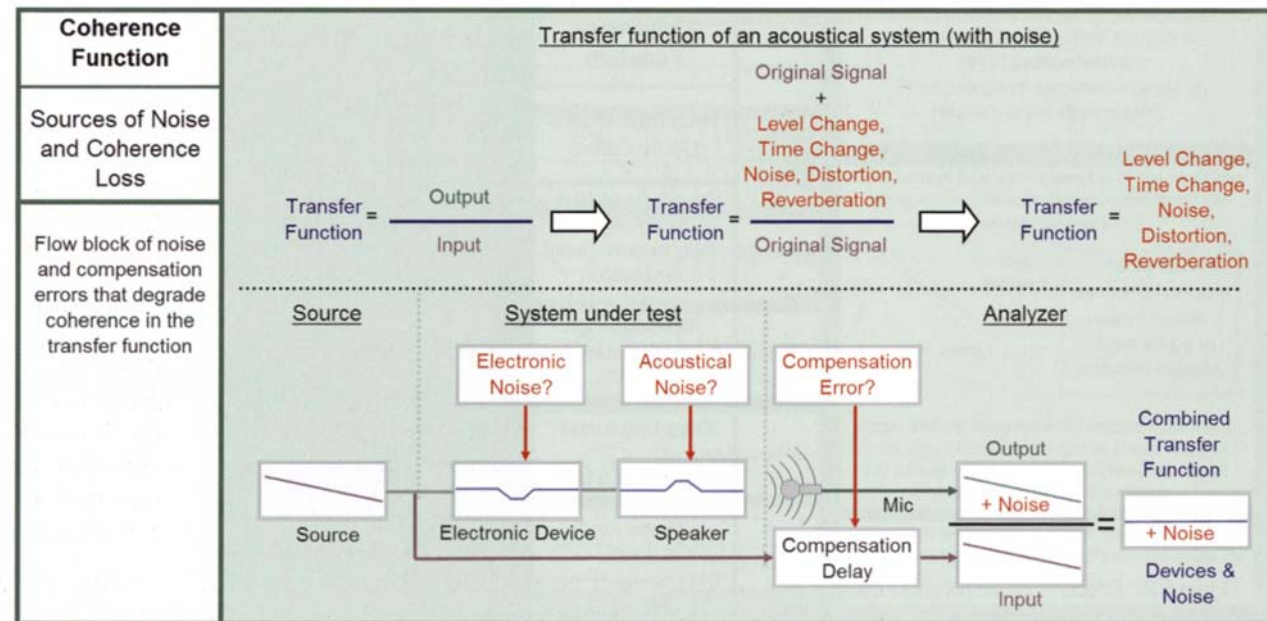 Coherence
Function
Sources of Noise
and Coherence
Loss
Flow block of noise
and compensation
errors that degrade
coherence in the
transfer function
Transfer function of an acoustical system (with noise)
Transfer
Function
=
Output
Input
Transfer
Function
=
Original Signal
+
Level Change,
Time Change,
Noise, Distortion,
Reverberation
Original Signal
Transfer
Function
=
Level Change,
Time Change,
Noise,
Distortion,
Reverberation
Source
System under test
Analyzer
Electronic
Noise?
Acoustical
Noise?
Compensation
Error?
Source
Electronic Device
Speaker
Mic
Compensation
Delay
Output
+ Noise
Input
=
Combined
Transfer
Function
+ Noise
Devices &
Noise